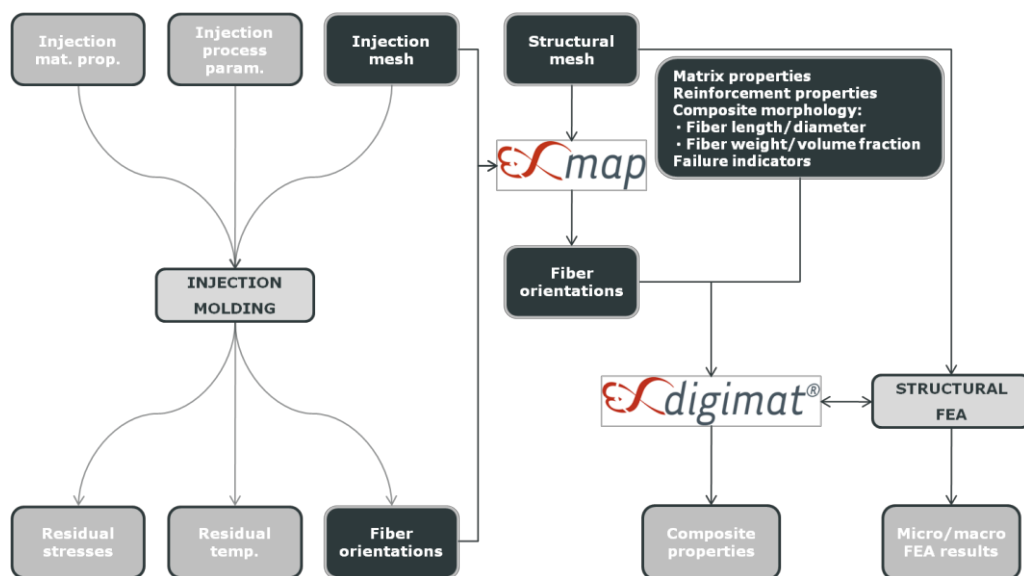 Injection
mat. prop.
Injection
process
param.
Injection
mesh
Structural
mesh
Matrix properties
Reinforcement properties
Composite morphology:
· Fiber length/diameter
· Fiber weight/volume fraction
Failure indicators
map
Fiber
orientations
INJECTION
MOLDING
digimat®
STRUCTURAL
FEA
Residual
stresses
Residual
temp.
Fiber
orientations
Composite
properties
Micro/macro
FEA results